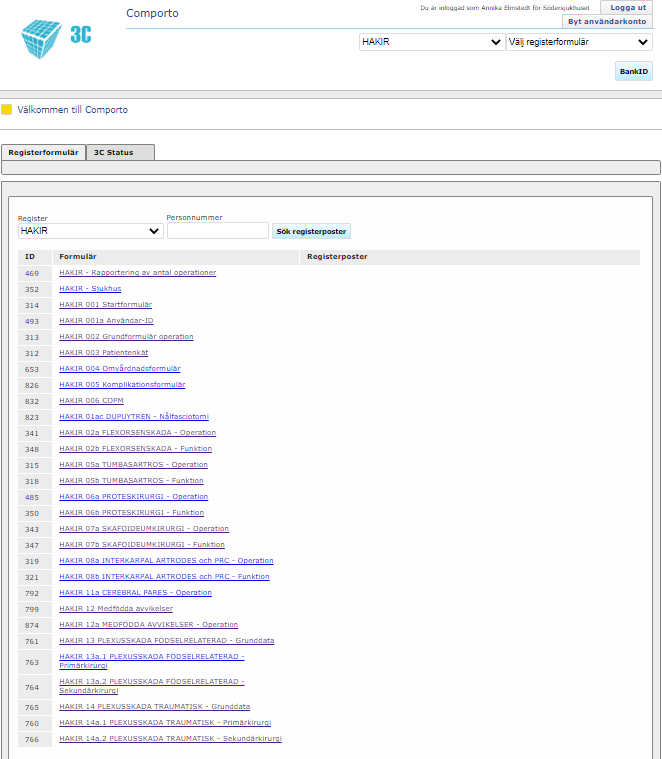 Comporto
Du är inloggad som Annika Elmstedt för Södersjukhuset
Logga ut
Byt användarkonto
3C
HAKIR
Välj registerformulär
BankID
Välkommen till Comporto
Registerformulär
3C Status
Register
Personnummer
HAKIR
Sök registerposter
ID Formulär Registerposter
469 HAKIR - Rapportering av antal operationer
352 HAKIR - Sjukhus
314 HAKIR 001 Startformulär
493 HAKIR 001a Användar-ID
313 HAKIR 002 Grundformulär operation
312 HAKIR 003 Patientenkät
653 HAKIR 004 Omvårdnadsformulär
826 HAKIR 005 Komplikationsformulär
832 HAKIR 006 COPM
823 HAKIR 01ac DUPUYTREN - Nålfasciotomi
341 HAKIR 02a FLEXORSENSKADA - Operation
348 HAKIR 02b FLEXORSENSKADA - Funktion
315 HAKIR 05a TUMBASARTROS - Operation
318 HAKIR 05b TUMBASARTROS - Funktion
485 HAKIR 06a PROTESKIRURGI - Operation
350 HAKIR 06b PROTESKIRURGI - Funktion
343 HAKIR 07a SKAFOIDEUMKIRURGI - Operation
347 HAKIR 07b SKAFOIDEUMKIRURGI - Funktion
319 HAKIR 08a INTERKARPAL ARTRODES och PRC - Operation
321 HAKIR 08b INTERKARPAL ARTRODES och PRC - Funktion
792 HAKIR 11a CEREBRAL PARES - Operation
799 HAKIR 12 Medfödda avvikelser
874 HAKIR 12a MEDFÖDDA AVVIKELSER - Operation
761 HAKIR 13 PLEXUSSKADA FÖDSELRELATERAD - Grunddata
763 HAKIR 13a.1 PLEXUSSKADA FÖDSELRELATERAD -
Primärkirurgi
764 HAKIR 13a.2 PLEXUSSKADA FÖDSELRELATERAD -
Sekundärkirurgi
765 HAKIR 14 PLEXUSSKADA TRAUMATISK - Grunddata
760 HAKIR 14a.1 PLEXUSSKADA TRAUMATISK - Primärkirurgi
766 HAKIR 14a.2 PLEXUSSKADA TRAUMATISK - Sekundärkirurgi